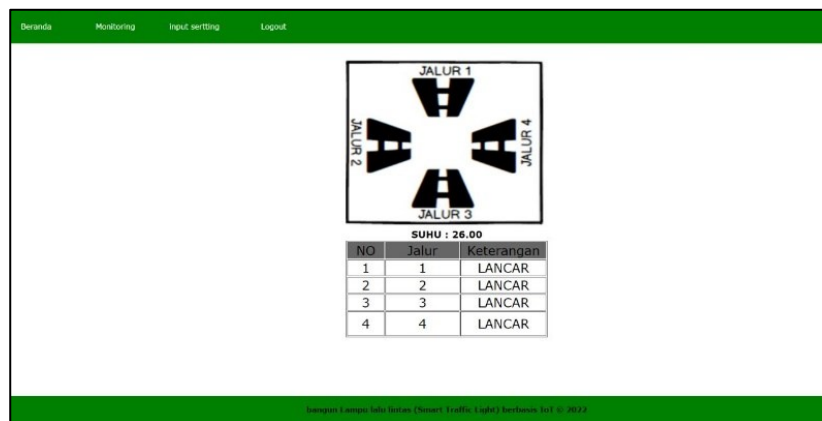 Beranda Monitoring input sertting Logout
JALUR 1
JALUR 2
JALUR 4
JALUR 3
SUHU : 26.00
NO Jalur Keterangan
1 1 LANCAR
2 2 LANCAR
3 3 LANCAR
4 4 LANCAR
bangun Lampu lalu lintas (Smart Traffic Light) berbasis IoT © 2022